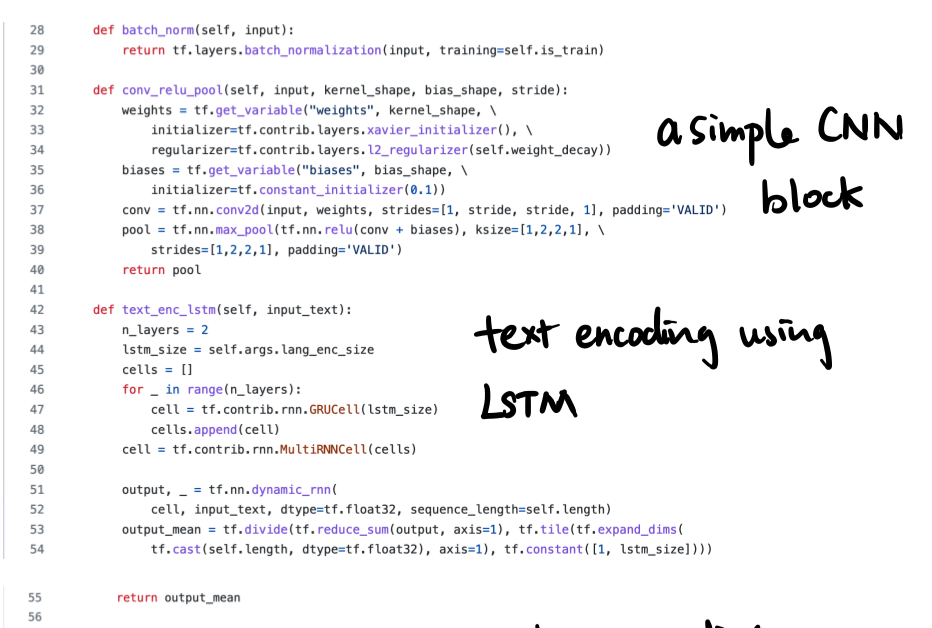 28 def batch_norm(self, input):
29 return tf.layers.batch_normalization(input, training=self.is_train)
30
31 def conv_relu_pool(self, input, kernel_shape, bias_shape, stride):
32 weights = tf.get_variable("weights", kernel_shape, \
33 initializer=tf.contrib.layers.xavier_initializer(), \
34 regularizer=tf.contrib.layers.l2_regularizer(self.weight_decay))
35 biases = tf.get_variable("biases", bias_shape, \
36 initializer=tf.constant_initializer(0.1))
37 conv = tf.nn.conv2d(input, weights, strides=[1, stride, stride, 1], padding='VALID')
38 pool = tf.nn.max_pool(tf.nn.relu(conv + biases), ksize=[1,2,2,1], \
39 strides=[1,2,2,1], padding='VALID')
40 return pool
a simple CNN
block
41
42 def text_enc_lstm(self, input_text):
43 n_layers = 2
44 lstm_size = self.args.lang_enc_size
45 cells = []
46 for _ in range(n_layers):
47 cell = tf.contrib.rnn.GRUCell(lstm_size)
48 cells.append(cell)
49 cell = tf.contrib.rnn.MultiRNNCell(cells)
text encoding using
LSTM
50
51 output, _ = tf.nn.dynamic_rnn(
52 cell, input_text, dtype=tf.float32, sequence_length=self.length)
53 output_mean = tf.divide(tf.reduce_sum(output, axis=1), tf.tile(tf.expand_dims(
54 tf.cast(self.length, dtype=tf.float32), axis=1), tf.constant([1, lstm_size])))
55 return output_mean
56